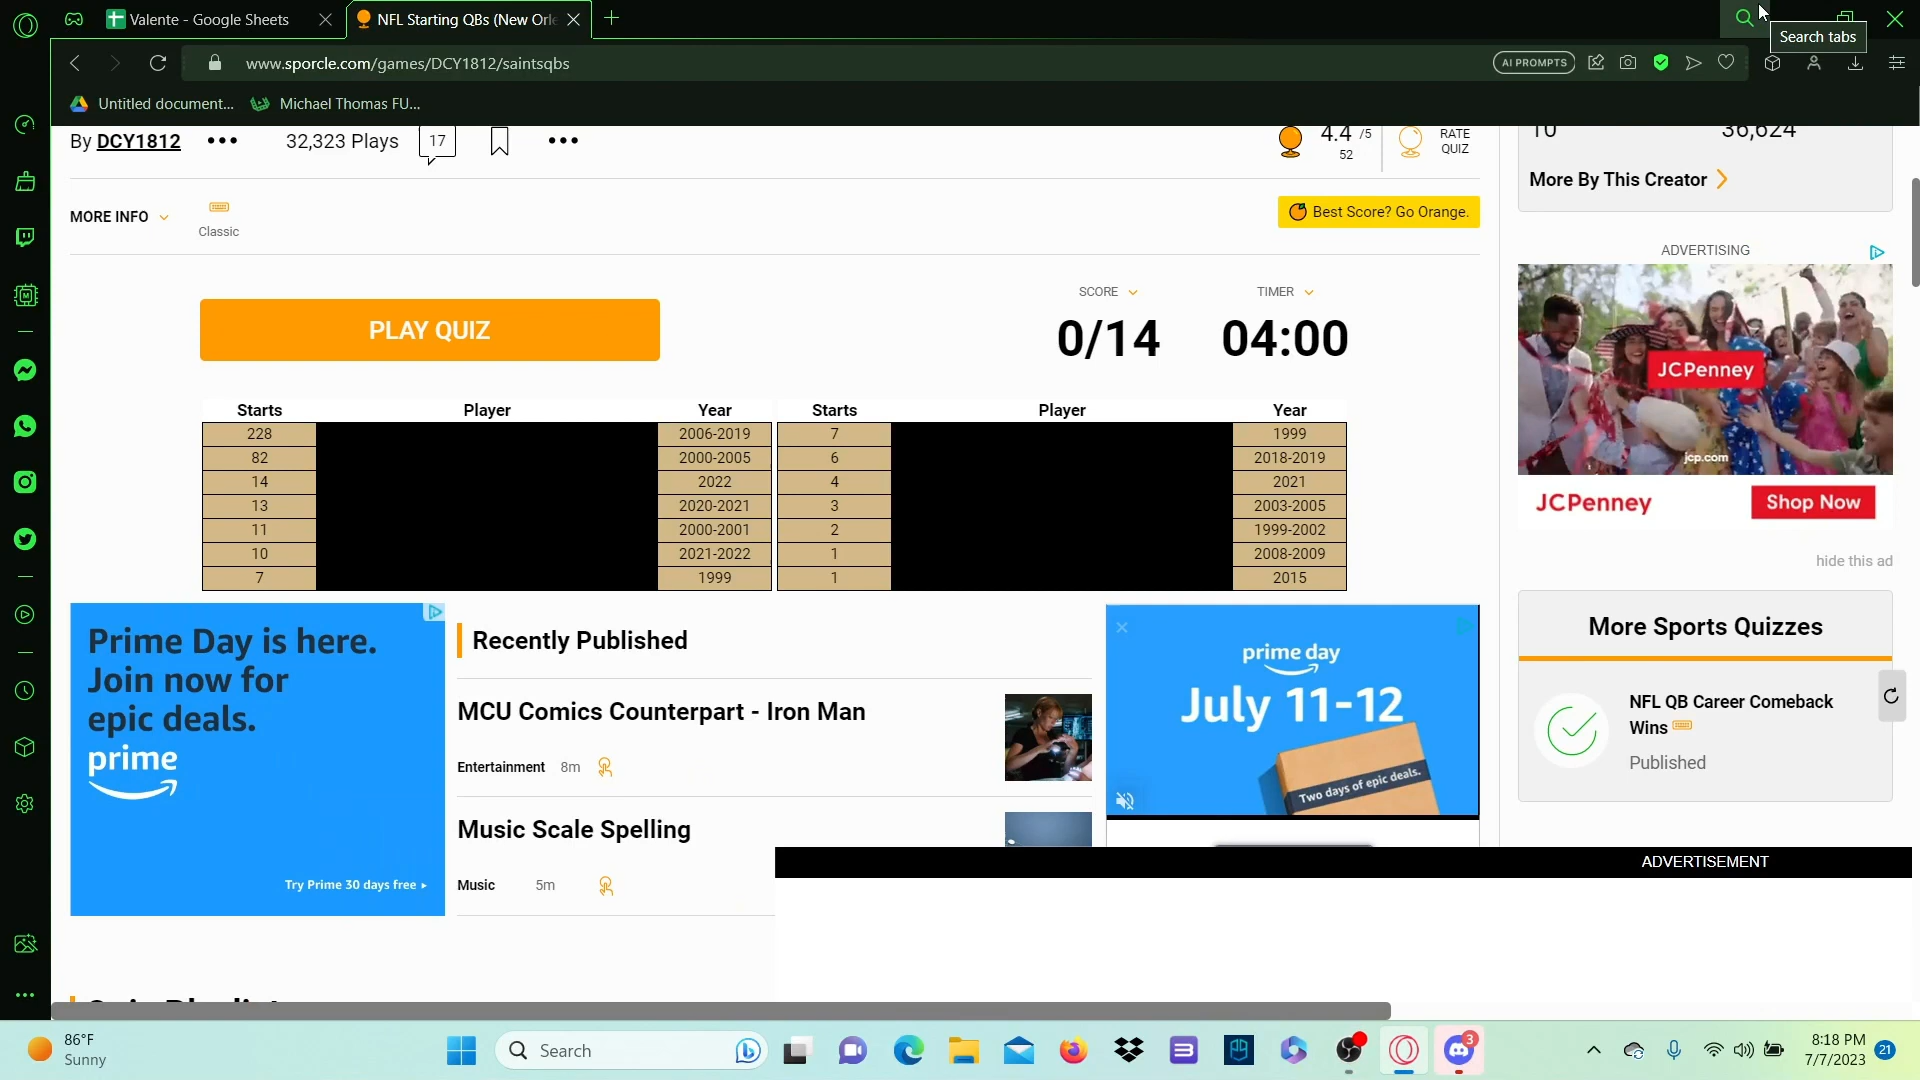 Valente - Google Sheets
NFL Starting QBs (New Orle
Search tabs
www.sporcle.com/games/DCY1812/saintsqbs
AI PROMPTS
Untitled document...
Michael Thomas FU...
By DCY1812
32,323 Plays
17
4.4 /5
52
RATE
QUIZ
10
36,624
More By This Creator
MORE INFO
Classic
Best Score? Go Orange.
PLAY QUIZ
SCORE
0/14
TIMER
04:00
Starts Player Year Starts Player Year
228 2006-2019 7 1999
82 2000-2005 6 2018-2019
14 2022 4 2021
13 2020-2021 3 2003-2005
11 2000-2001 2 1999-2002
10 2021-2022 1 2008-2009
7 1999 1 2015
ADVERTISING
JCPenney
jcp.com
JCPenney
Shop Now
hide this ad
Prime Day is here.
Join now for
epic deals.
prime
Try Prime 30 days free
Recently Published
MCU Comics Counterpart - Iron Man
Entertainment 8m
Music Scale Spelling
Music 5m
prime day
July 11-12
Two days of epic deals.
More Sports Quizzes
NFL QB Career Comeback
Wins
Published
ADVERTISEMENT
86°F
Sunny
Search
3
8:18 PM
7/7/2023
21